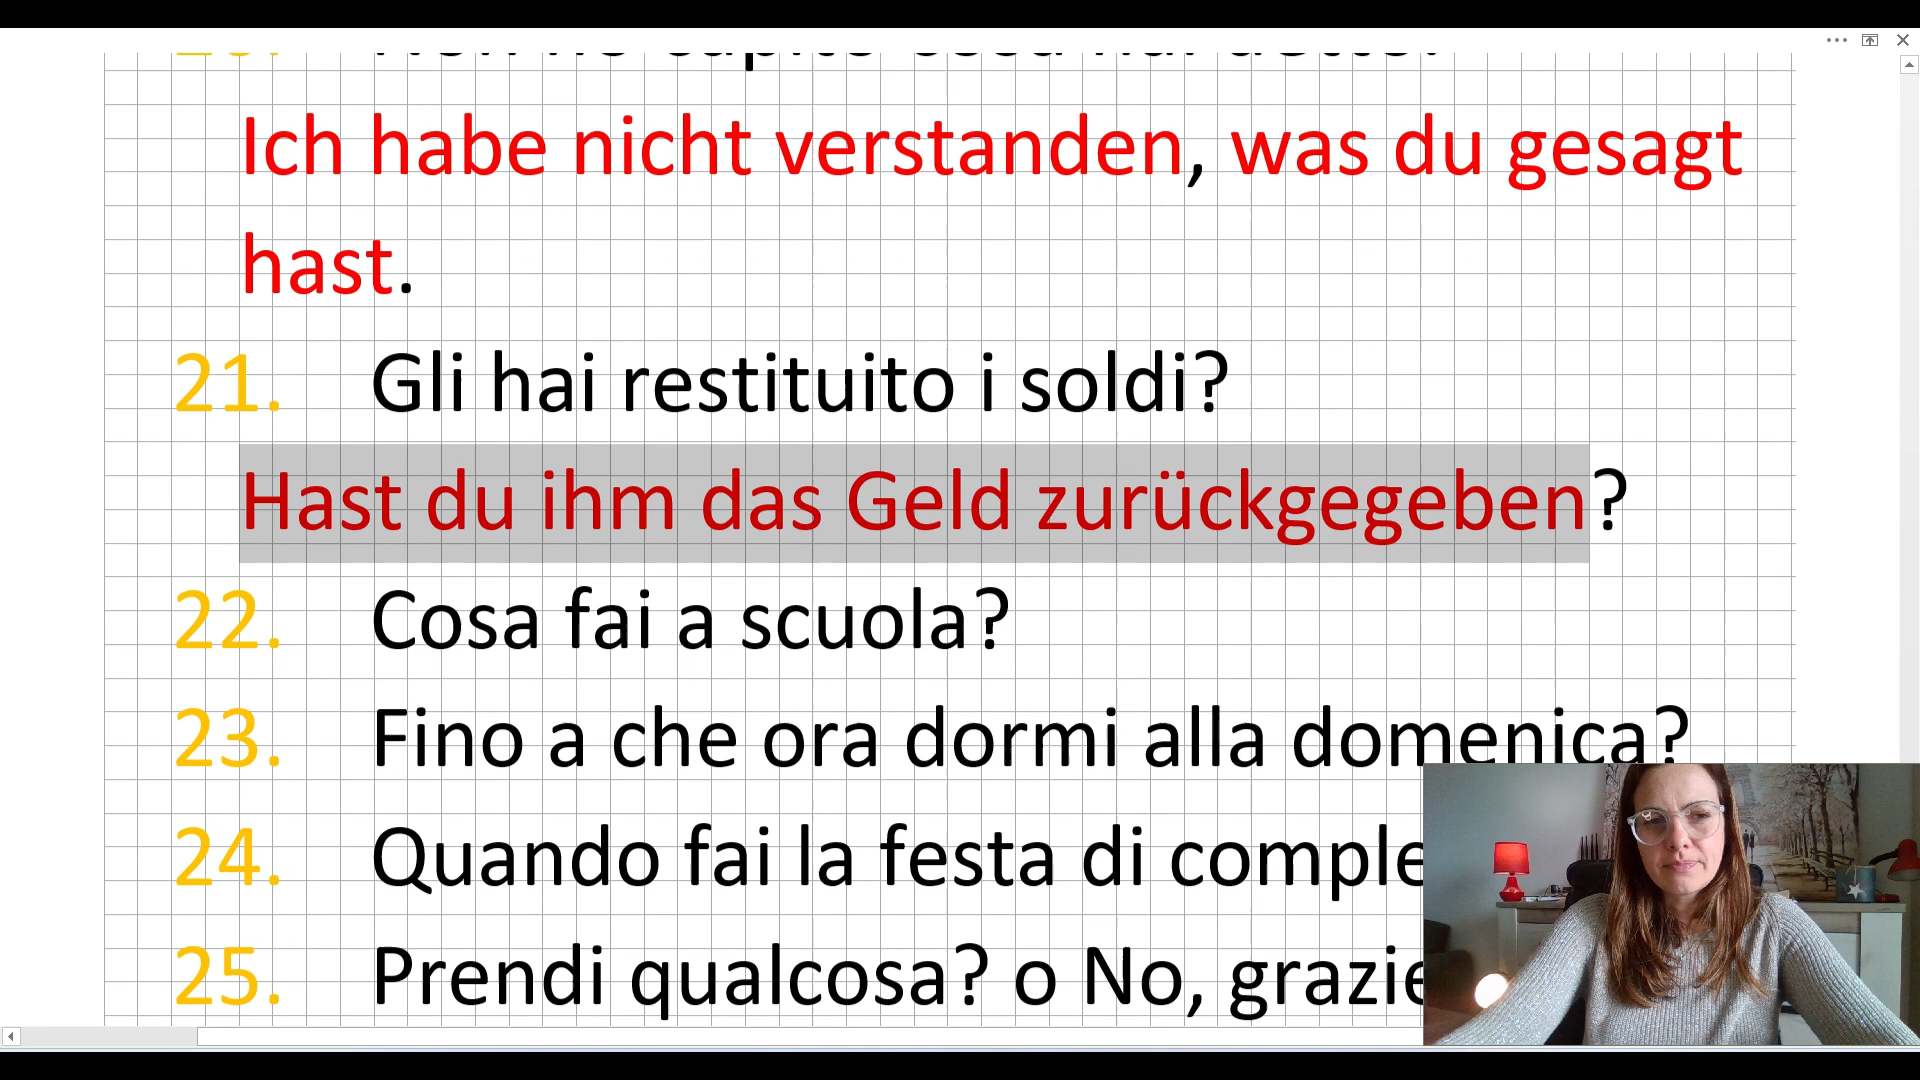 Ich habe nicht verstanden, was du gesagt
hast.
21. Gli hai restituito i soldi?
Hast du ihm das Geld zurückgegeben?
22. Cosa fai a scuola?
23. Fino a che ora dormi alla domenica?
24. Quando fai la festa di
25. Prendi qualcosa? o No, grazie